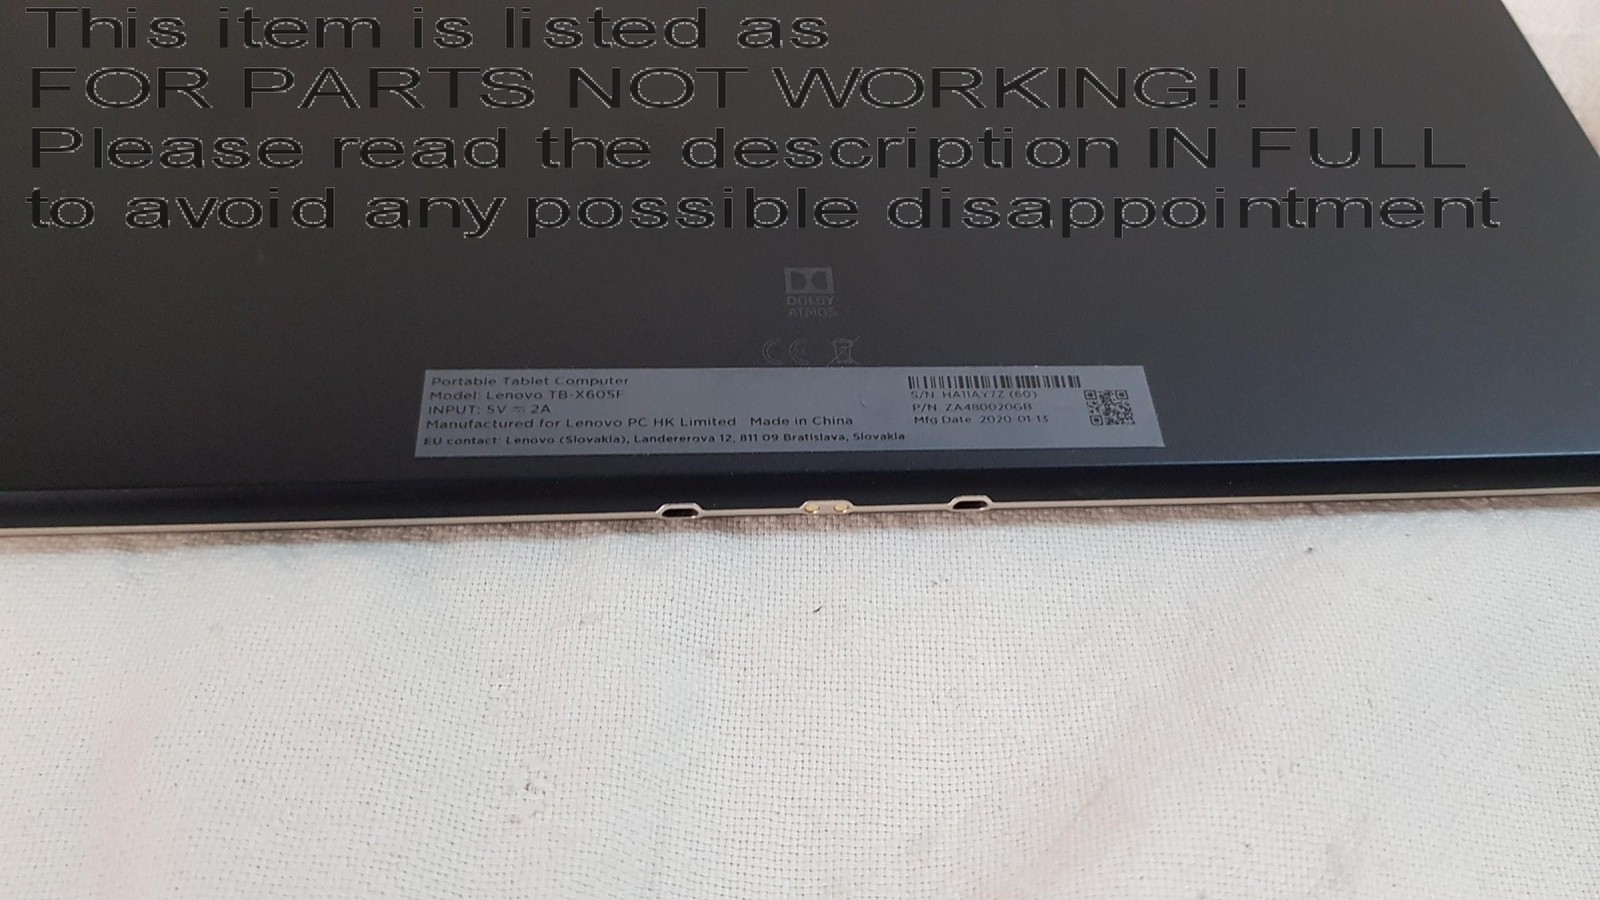 This item is listed as
FOR PARTS NOT WORKING!!
Please read the description IN FULL
to avoid any possible disappointment
DOLBY
ATMOS
CE
Portable Tablet Computer
Model: Lenovo TB-X605F
INPUT: 5V ⎓ 2A
Manufactured for Lenovo PC HK Limited Made in China
EU contact: Lenovo (Slovakia), Landererova 12, 811 09 Bratislava, Slovakia
S/N HA11AY7Z (60)
P/N ZA480020GB
Mfg Date 2020-01-13